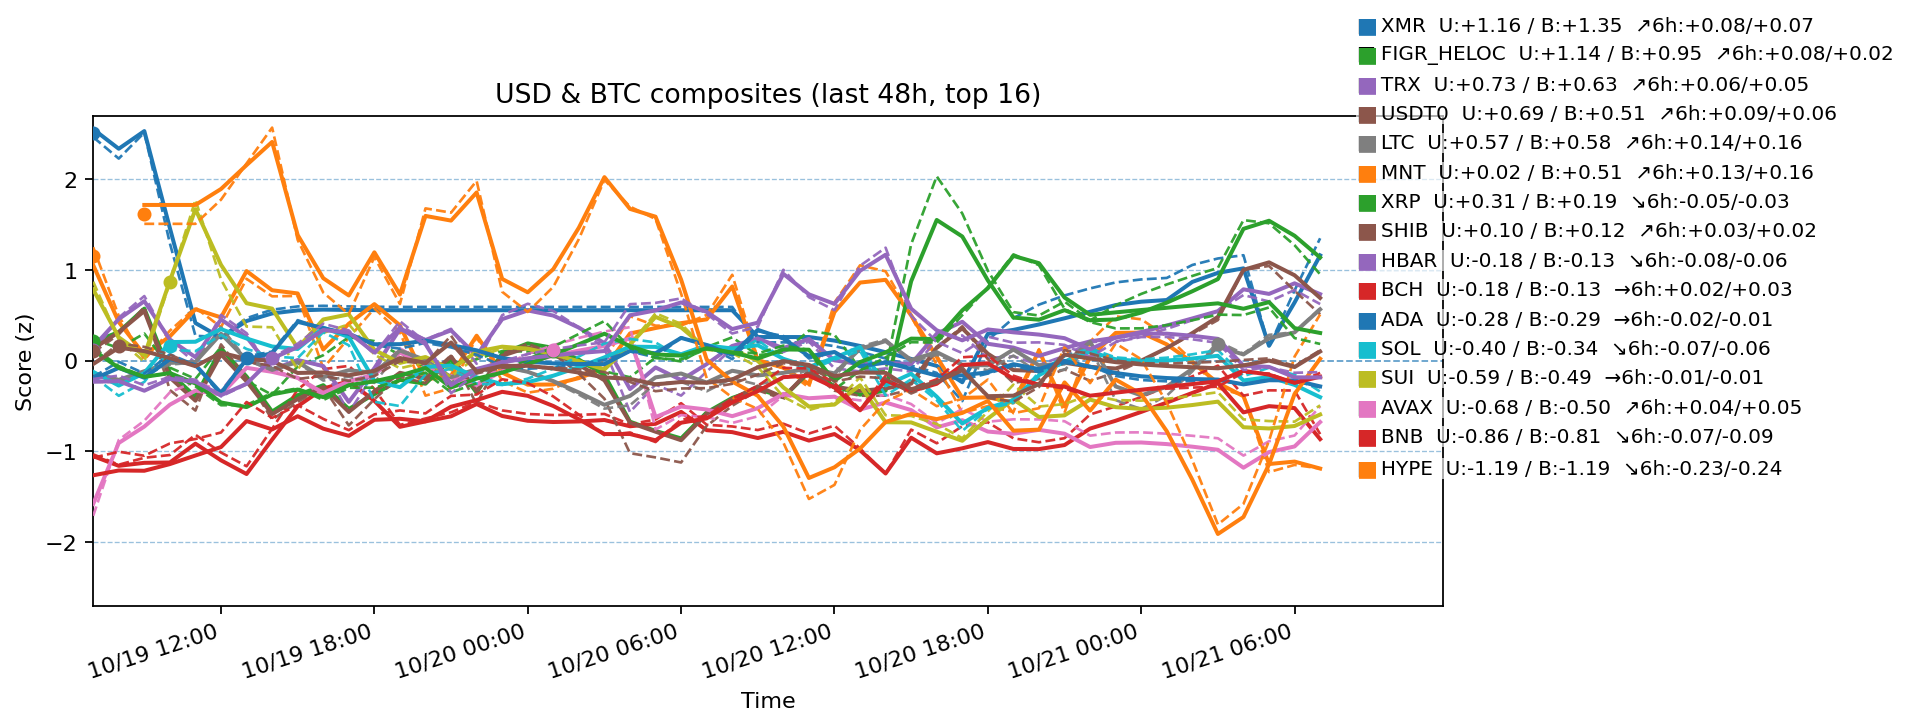 XMR U:+1.16 / B:+1.35 ↗6h:+0.08/+0.07
FIGR_HELOC U:+1.14 / B:+0.95 ↗6h:+0.08/+0.02
TRX U:+0.73 / B:+0.63 ↗6h:+0.06/+0.05
USDT0 U:+0.69 / B:+0.51 ↗6h:+0.09/+0.06
LTC U:+0.57 / B:+0.58 ↗6h:+0.14/+0.16
MNT U:+0.02 / B:+0.51 ↗6h:+0.13/+0.16
XRP U:+0.31 / B:+0.19 ↘6h:-0.05/-0.03
SHIB U:+0.10 / B:+0.12 ↗6h:+0.03/+0.02
HBAR U:-0.18 / B:-0.13 ↘6h:-0.08/-0.06
BCH U:-0.18 / B:-0.13 →6h:+0.02/+0.03
ADA U:-0.28 / B:-0.29 →6h:-0.02/-0.01
SOL U:-0.40 / B:-0.34 ↘6h:-0.07/-0.06
SUI U:-0.59 / B:-0.49 →6h:-0.01/-0.01
AVAX U:-0.68 / B:-0.50 ↗6h:+0.04/+0.05
BNB U:-0.86 / B:-0.81 ↘6h:-0.07/-0.09
HYPE U:-1.19 / B:-1.19 ↘6h:-0.23/-0.24
USD & BTC composites (last 48h, top 16)
Score (z)
2
1
0
−1
−2
10/19 12:00
10/19 18:00
10/20 00:00
10/20 06:00
10/20 12:00
10/20 18:00
10/21 00:00
10/21 06:00
Time